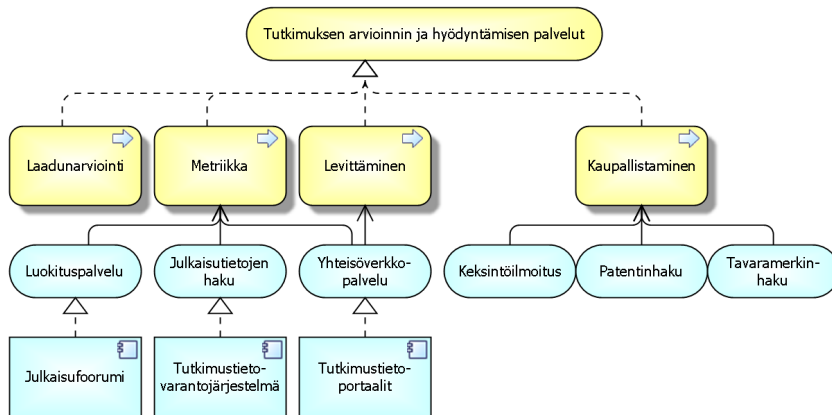 Tutkimuksen arvioinnin ja hyödyntämisen palvelut
Laadunarviointi
Metriikka
Levittäminen
Kaupallistaminen
Luokituspalvelu
Julkaisutietojen
haku
Yhteisöverkko-
palvelu
Keksintöilmoitus
Patentinhaku
Tavaramerkin-
haku
Julkaisufoorumi
Tutkimustieto-
varantojärjestelmä
Tutkimustieto-
portaalit